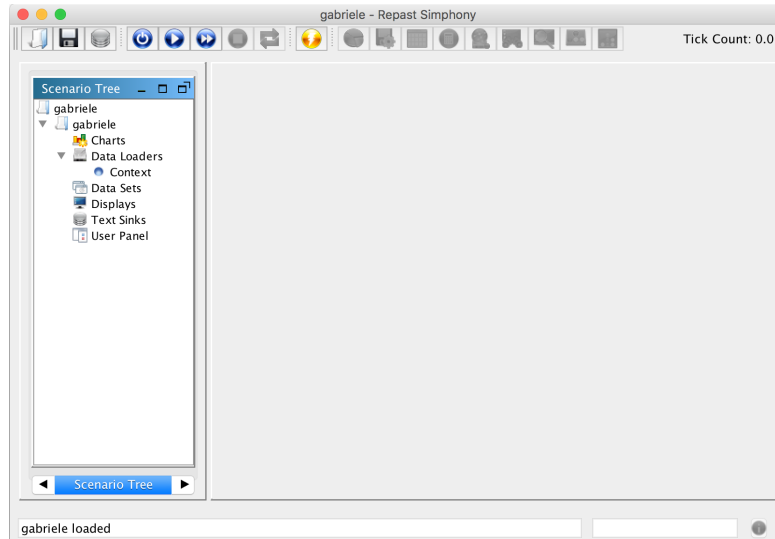 gabriele - Repast Simphony
Tick Count: 0.0
Scenario Tree
gabriele
gabriele
Charts
Data Loaders
Context
Data Sets
Displays
Text Sinks
User Panel
Scenario Tree
gabriele loaded